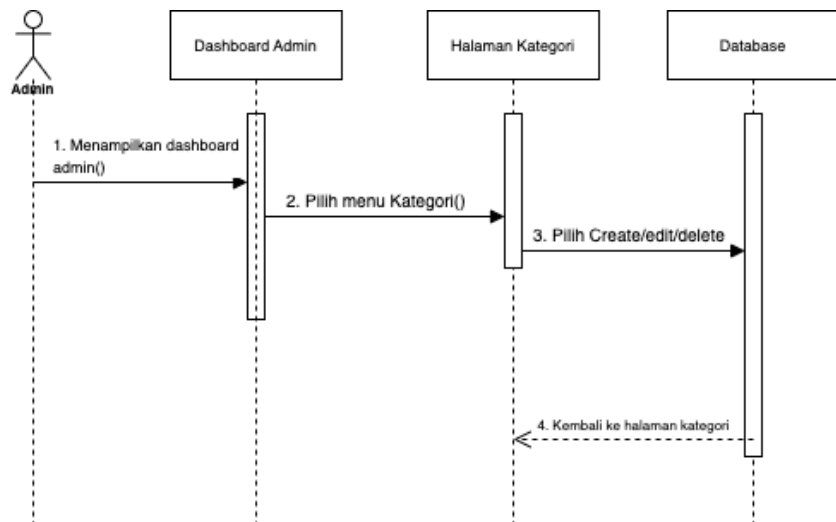 Dashboard Admin
Halaman Kategori
Database
Admin
1. Menampilkan dashboard
admin()
2. Pilih menu Kategori()
3. Pilih Create/edit/delete
4. Kembali ke halaman kategori